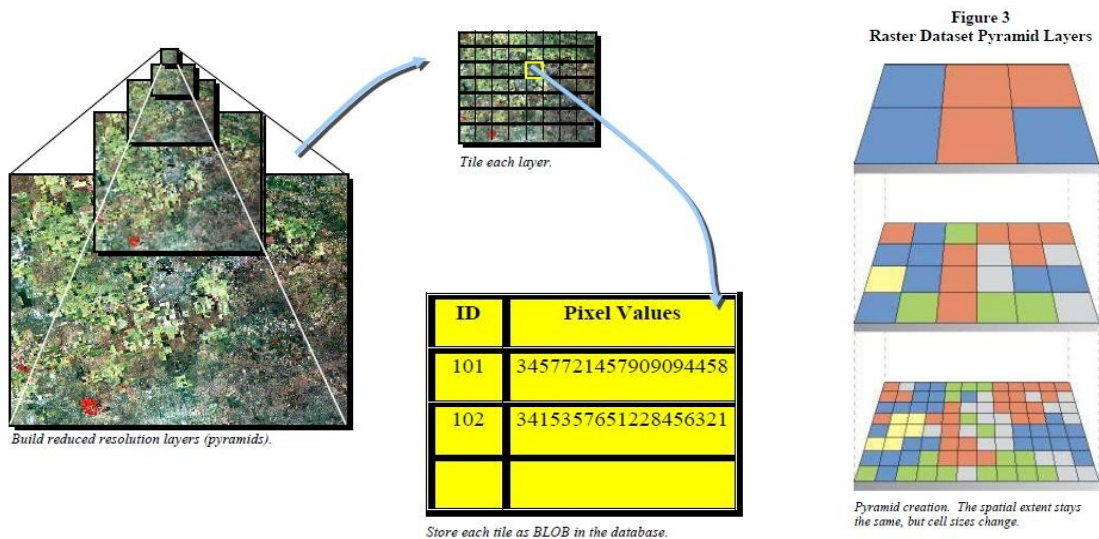 Build reduced resolution layers (pyramids).
Tile each layer.
ID Pixel Values
101 3457721457909094458
102 3415357651228456321
Store each tile as BLOB in the database.
Figure 3
Raster Dataset Pyramid Layers
Pyramid creation. The spatial extent stays
the same, but cell sizes change.